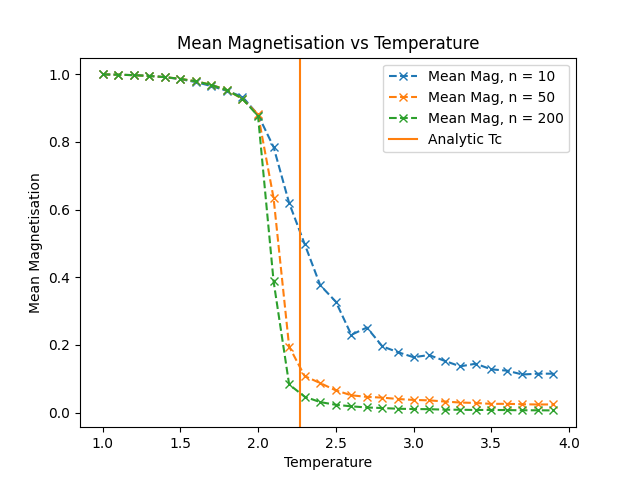 Mean Magnetisation vs Temperature
Mean Mag, n = 10
Mean Mag, n = 50
Mean Mag, n = 200
Analytic Tc
Mean Magnetisation
1.0
0.8
0.6
0.4
0.2
0.0
1.0 1.5 2.0 2.5 3.0 3.5 4.0
Temperature